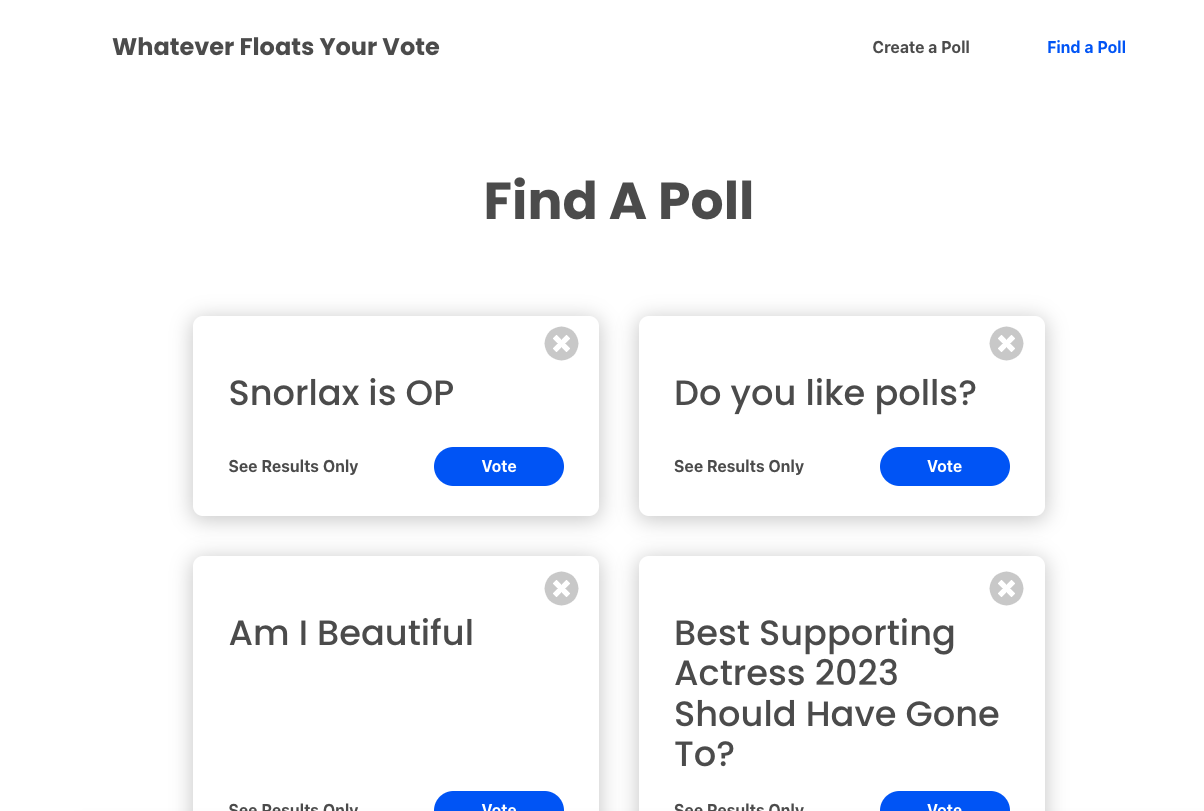 Whatever Floats Your Vote
Create a Poll
Find a Poll
Find A Poll
Snorlax is OP
See Results Only
Vote
Do you like polls?
See Results Only
Vote
Am I Beautiful
See Results Only
Vote
Best Supporting
Actress 2023
Should Have Gone
To?
See Results Only
Vote